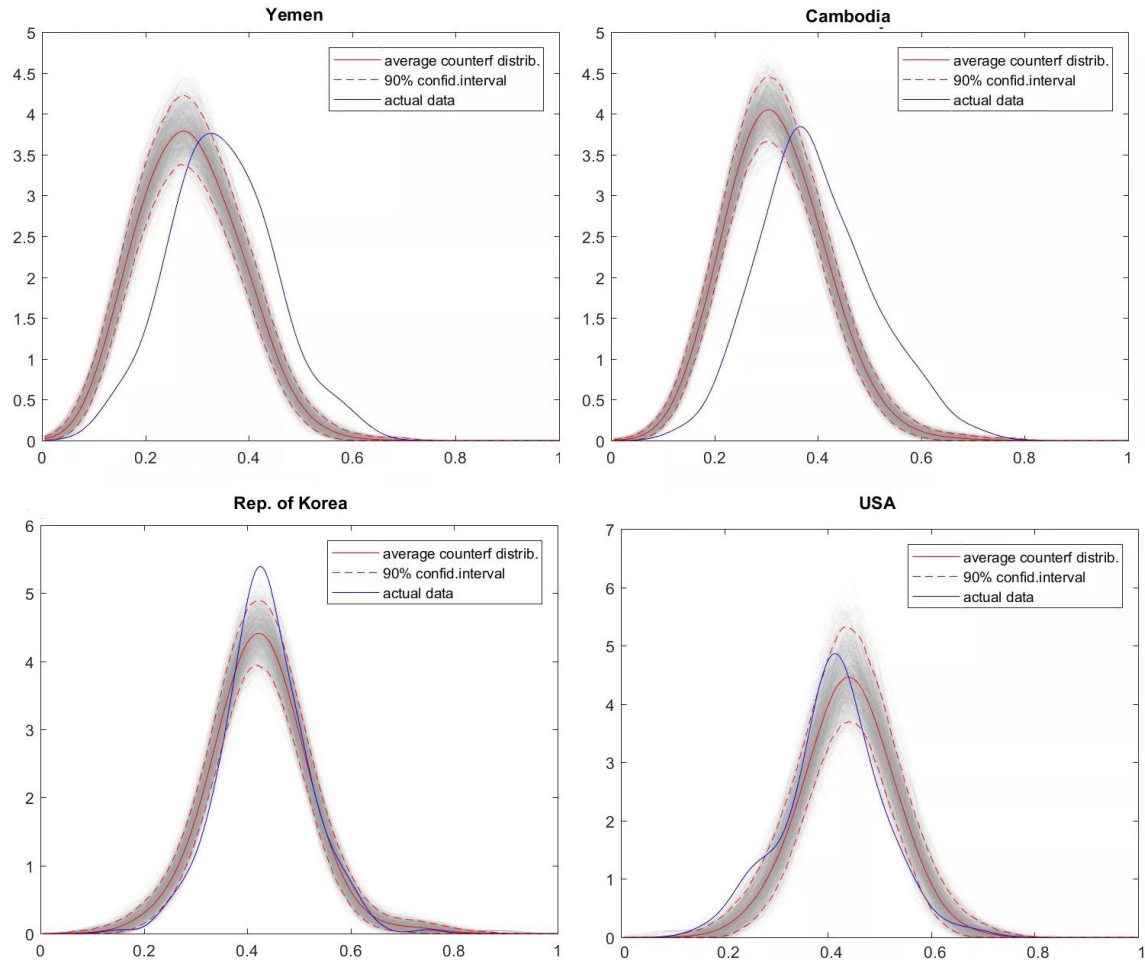 Yemen
5
4.5
4
3.5
3
2.5
2
1.5
1
0.5
0
0 0.2 0.4 0.6 0.8 1
average counterf distrib.
90% confid.interval
actual data
Cambodia
5
4.5
4
3.5
3
2.5
2
1.5
1
0.5
0
0 0.2 0.4 0.6 0.8 1
average counterf distrib.
90% confid.interval
actual data
Rep. of Korea
6
5
4
3
2
1
0
0 0.2 0.4 0.6 0.8 1
average counterf distrib.
90% confid.interval
actual data
USA
7
6
5
4
3
2
1
0
0 0.2 0.4 0.6 0.8 1
average counterf distrib.
90% confid.interval
actual data